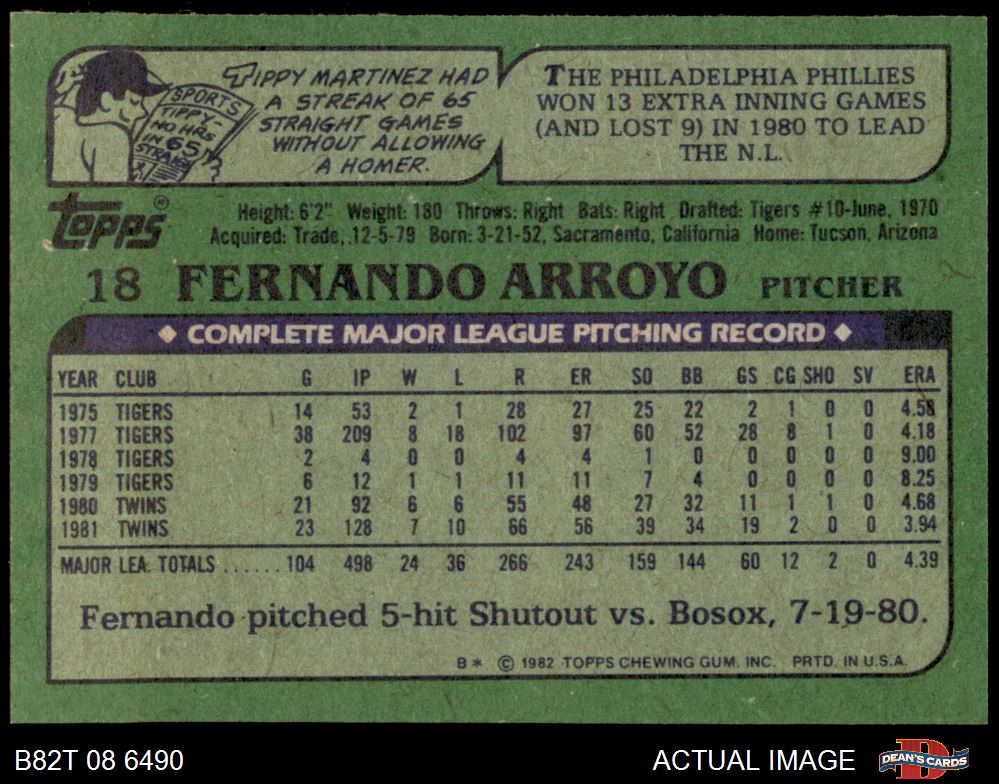 TIPPY MARTINEZ HAD
A STREAK OF 65
STRAIGHT GAMES
WITHOUT ALLOWING
A HOMER.
SPORTS
TIPPY-
NO HRs
IN 65
STRAIGHT
THE PHILADELPHIA PHILLIES
WON 13 EXTRA INNING GAMES
(AND LOST 9) IN 1980 TO LEAD
THE N.L.
Topps®
Height: 6'2" Weight: 180 Throws: Right Bats: Right Drafted: Tigers #10-June, 1970
Acquired: Trade, 12-5-79 Born: 3-21-52, Sacramento, California Home: Tucson, Arizona
18 FERNANDO ARROYO PITCHER
◆ COMPLETE MAJOR LEAGUE PITCHING RECORD ◆
YEAR CLUB G IP W L R ER SO BB GS CG SHO SV ERA
1975 TIGERS 14 53 2 1 28 27 25 22 2 1 0 0 4.58
1977 TIGERS 38 209 8 18 102 97 60 52 28 8 1 0 4.18
1978 TIGERS 2 4 0 0 4 4 1 0 0 0 0 0 9.00
1979 TIGERS 6 12 1 1 11 11 7 4 0 0 0 0 8.25
1980 TWINS 21 92 6 6 55 48 27 32 11 1 1 0 4.68
1981 TWINS 23 128 7 10 66 56 39 34 19 2 0 0 3.94
MAJOR LEA. TOTALS ...... 104 498 24 36 266 243 159 144 60 12 2 0 4.39
Fernando pitched 5-hit Shutout vs. Bosox, 7-19-80.
B* © 1982 TOPPS CHEWING GUM, INC. PRTD. IN U.S.A.
B82T 08 6490
ACTUAL IMAGE
D
DEAN'S CARDS